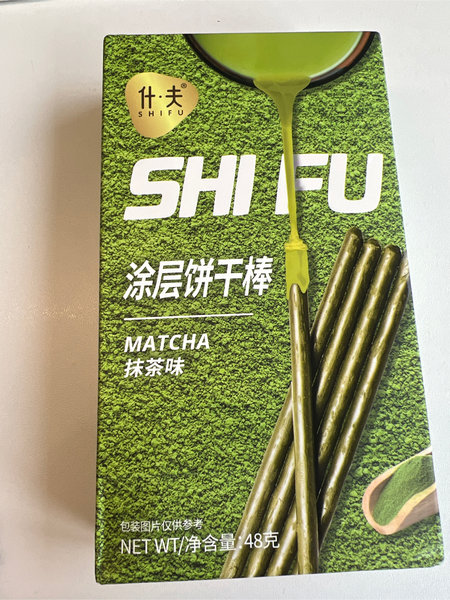 什·夫®
SHIFU
SHI FU
涂层饼干棒
MATCHA
抹茶味
包装图片仅供参考
NET WT/净含量:48克